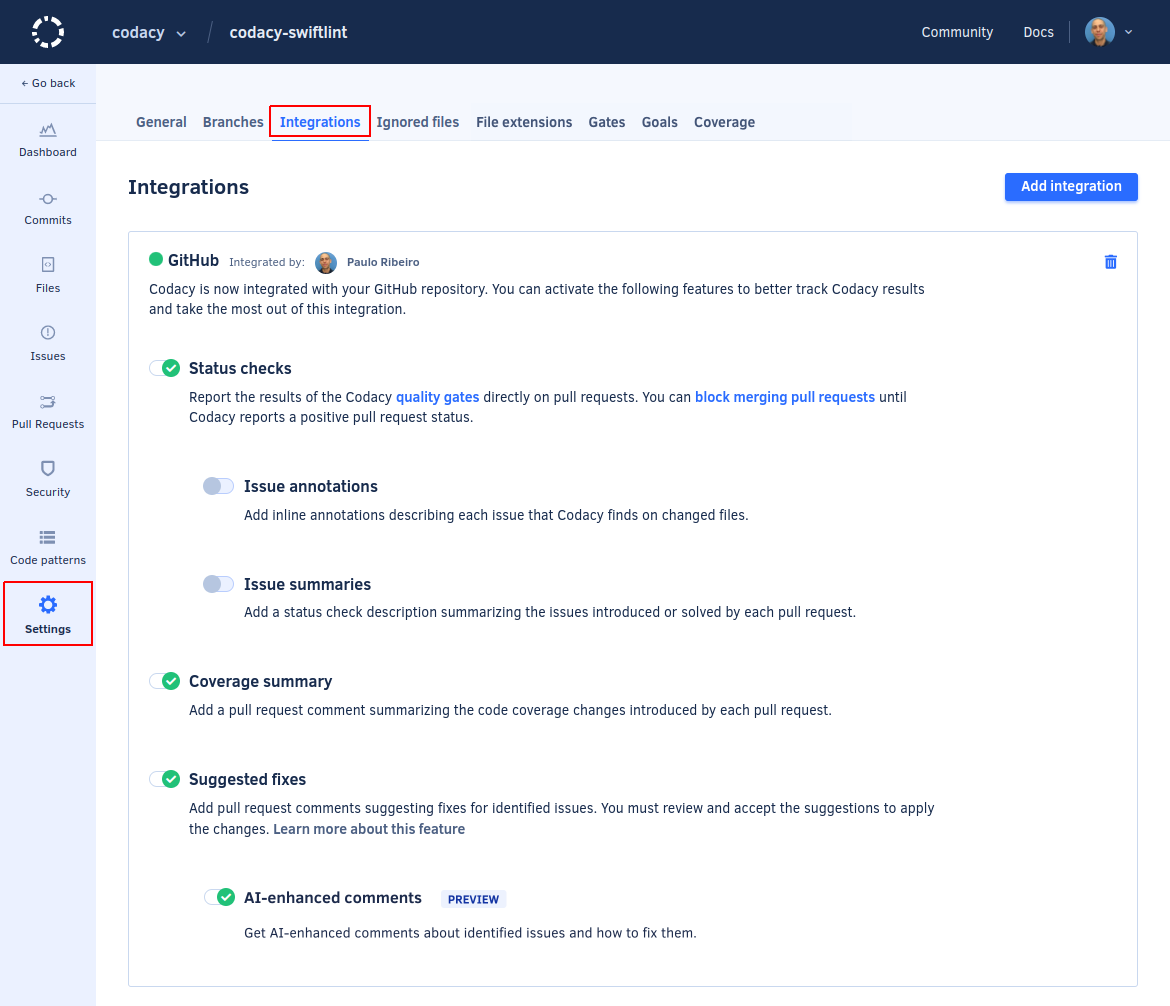 codacy
codacy-swiftlint
Community
Docs
← Go back
Dashboard
Commits
Files
Issues
Pull Requests
Security
Code patterns
Settings
General
Branches
Integrations
Ignored files
File extensions
Gates
Goals
Coverage
Integrations
Add integration
GitHub
Integrated by:
Paulo Ribeiro
Codacy is now integrated with your GitHub repository. You can activate the following features to better track Codacy results
and take the most out of this integration.
Status checks
Report the results of the Codacy quality gates directly on pull requests. You can block merging pull requests until
Codacy reports a positive pull request status.
Issue annotations
Add inline annotations describing each issue that Codacy finds on changed files.
Issue summaries
Add a status check description summarizing the issues introduced or solved by each pull request.
Coverage summary
Add a pull request comment summarizing the code coverage changes introduced by each pull request.
Suggested fixes
Add pull request comments suggesting fixes for identified issues. You must review and accept the suggestions to apply
the changes. Learn more about this feature
AI-enhanced comments
PREVIEW
Get AI-enhanced comments about identified issues and how to fix them.